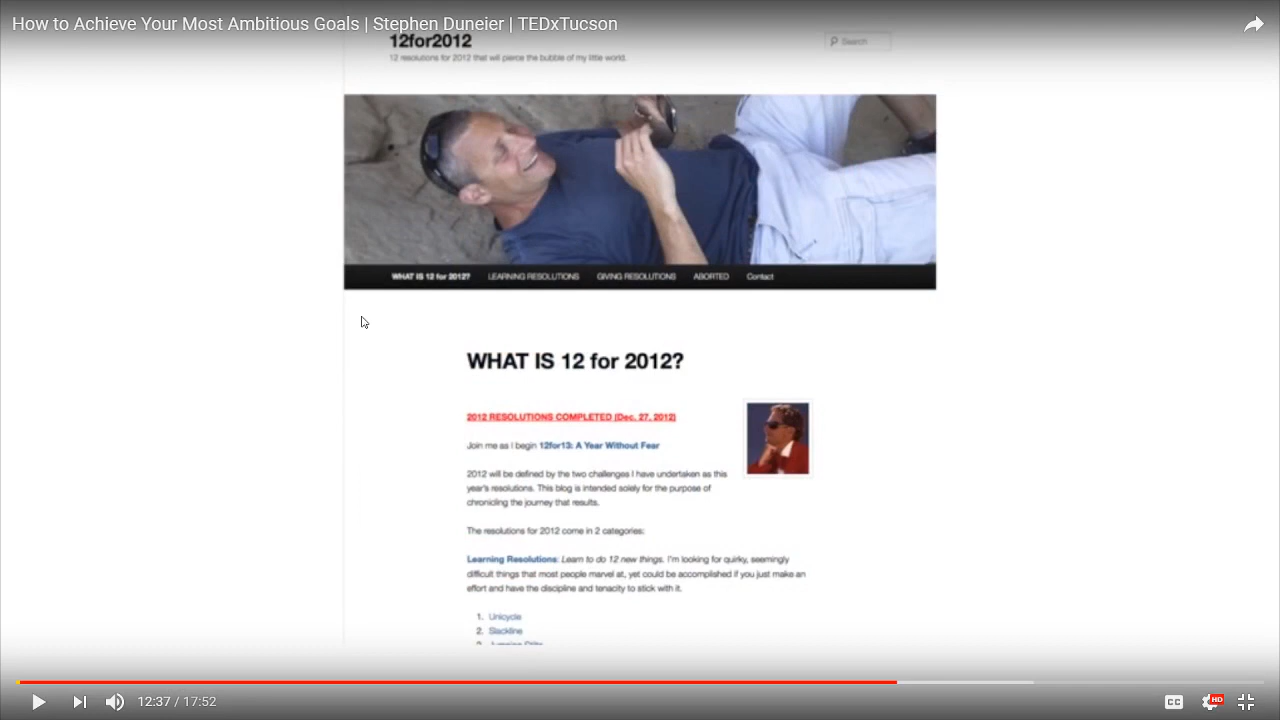 How to Achieve Your Most Ambitious Goals | Stephen Duneier | TEDxTucson
12for2012
Search
12 resolutions for 2012 that will pierce the bubble of my little world.
WHAT IS 12 for 2012? LEARNING RESOLUTIONS GIVING RESOLUTIONS ABORTED Contact
WHAT IS 12 for 2012?
2012 RESOLUTIONS COMPLETED (Dec. 27, 2012)
Join me as I begin 12for13: A Year Without Fear
2012 will be defined by the two challenges I have undertaken as this
year's resolutions. This blog is intended solely for the purpose of
chronicling the journey that results.
The resolutions for 2012 come in 2 categories:
Learning Resolutions: Learn to do 12 new things. I'm looking for quirky, seemingly
difficult things that most people marvel at, yet could be accomplished if you just make an
effort and have the discipline and tenacity to stick with it.
1. Unicycle
2. Slackline
12:37 / 17:52
CC
HD